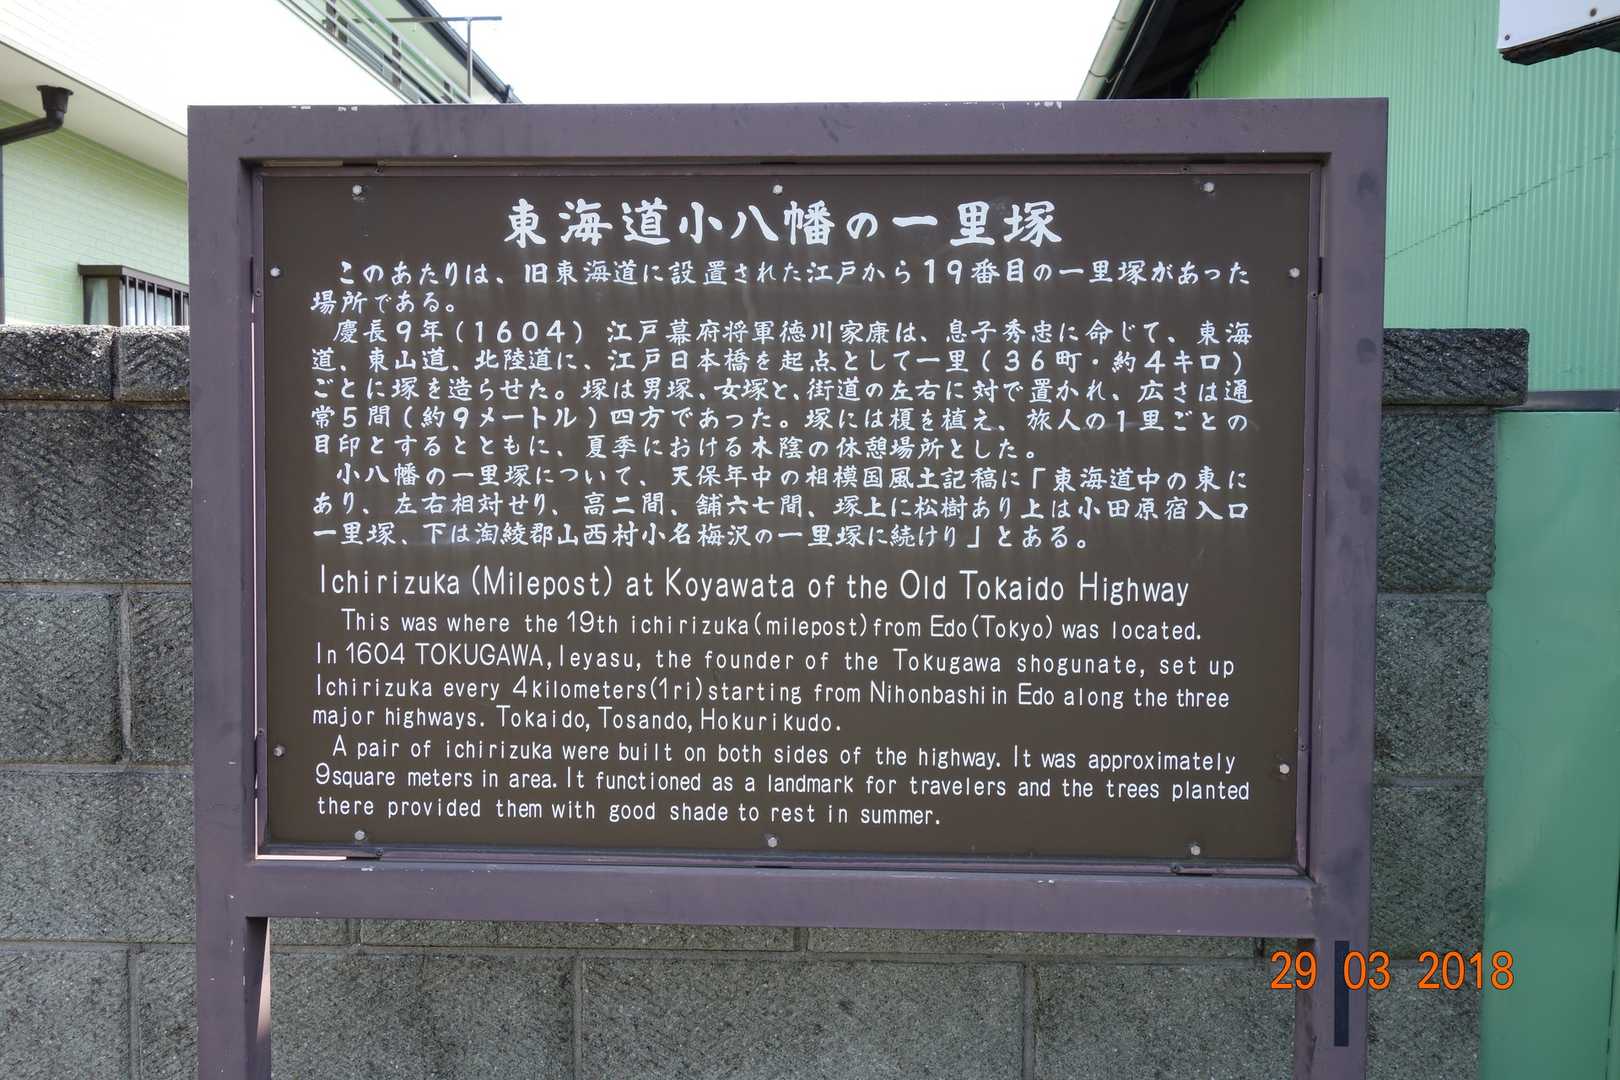 東海道小八幡の一里塚
このあたりは、旧東海道に設置された江戸から１９番目の一里塚があった
場所である。
慶長９年（１６０４）江戸幕府将軍徳川家康は、息子秀忠に命じて、東海
道、東山道、北陸道に、江戸日本橋を起点として一里（３６町・約４キロ）
ごとに塚を造らせた。塚は男塚、女塚と、街道の左右に対で置かれ、広さは通
常５間（約９メートル）四方であった。塚には榎を植え、旅人の１里ごとの
目印とするとともに、夏季における木陰の休憩場所とした。
小八幡の一里塚について、天保年中の相模国風土記稿に「東海道中の東に
あり、左右相対せり、高二間、舗六七間、塚上に松樹あり上は小田原宿入口
一里塚、下は淘綾郡山西村小名梅沢の一里塚に続けり」とある。
Ichirizuka (Milepost) at Koyawata of the Old Tokaido Highway
This was where the 19th ichirizuka(milepost)from Edo(Tokyo) was located.
In 1604 TOKUGAWA, Ieyasu, the founder of the Tokugawa shogunate, set up
Ichirizuka every 4kilometers(1ri)starting from Nihonbashi in Edo along the three
major highways. Tokaido, Tosando, Hokurikudo.
A pair of ichirizuka were built on both sides of the highway. It was approximately
9square meters in area. It functioned as a landmark for travelers and the trees planted
there provided them with good shade to rest in summer.
29 03 2018